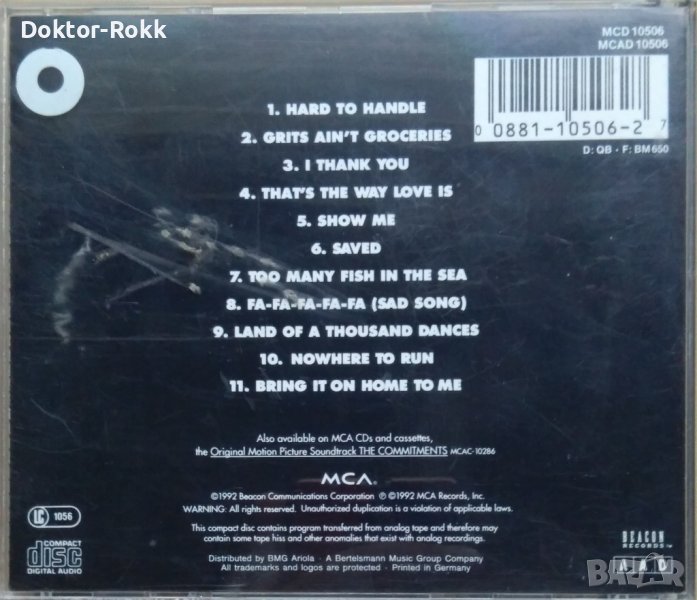 Doktor-Rokk
MCD 10506
MCAD 10506
0 0881-10506-2 7
D: QB · F: BM 650
1. HARD TO HANDLE
2. GRITS AIN'T GROCERIES
3. I THANK YOU
4. THAT'S THE WAY LOVE IS
5. SHOW ME
6. SAVED
7. TOO MANY FISH IN THE SEA
8. FA-FA-FA-FA-FA (SAD SONG)
9. LAND OF A THOUSAND DANCES
10. NOWHERE TO RUN
11. BRING IT ON HOME TO ME
Also available on MCA CDs and cassettes,
the Original Motion Picture Soundtrack THE COMMITMENTS MCAC-10286
MCA®
©1992 Beacon Communications Corporation ℗ ©1992 MCA Records, Inc.
WARNING: All rights reserved. Unauthorized duplication is a violation of applicable laws.
This compact disc contains program transferred from analog tape and therefore may
contain some tape hiss and other anomalies that exist with analog recordings.
Distributed by BMG Ariola · A Bertelsmann Music Group Company
All trademarks and logos are protected · Printed in Germany
LC 1056
COMPACT
disc
DIGITAL AUDIO
BEACON
RECORDS™
AAD
BAZAR